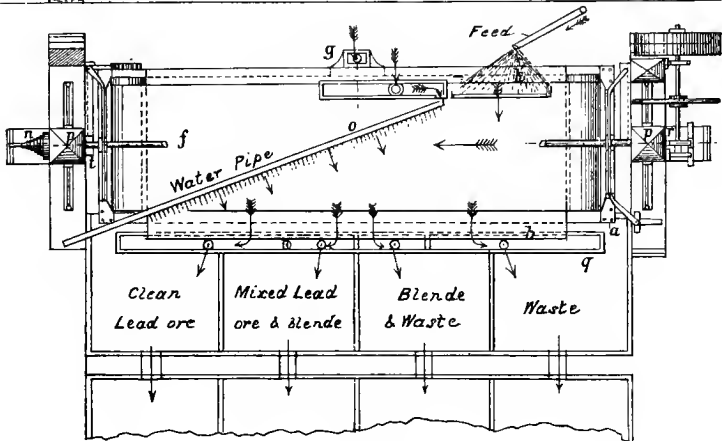 Feed
g
h
n
p
i
f
o
p
r
Water Pipe
a
h
q
Clean
Lead ore
Mixed Lead
ore & Blende
Blende
& Waste
Waste